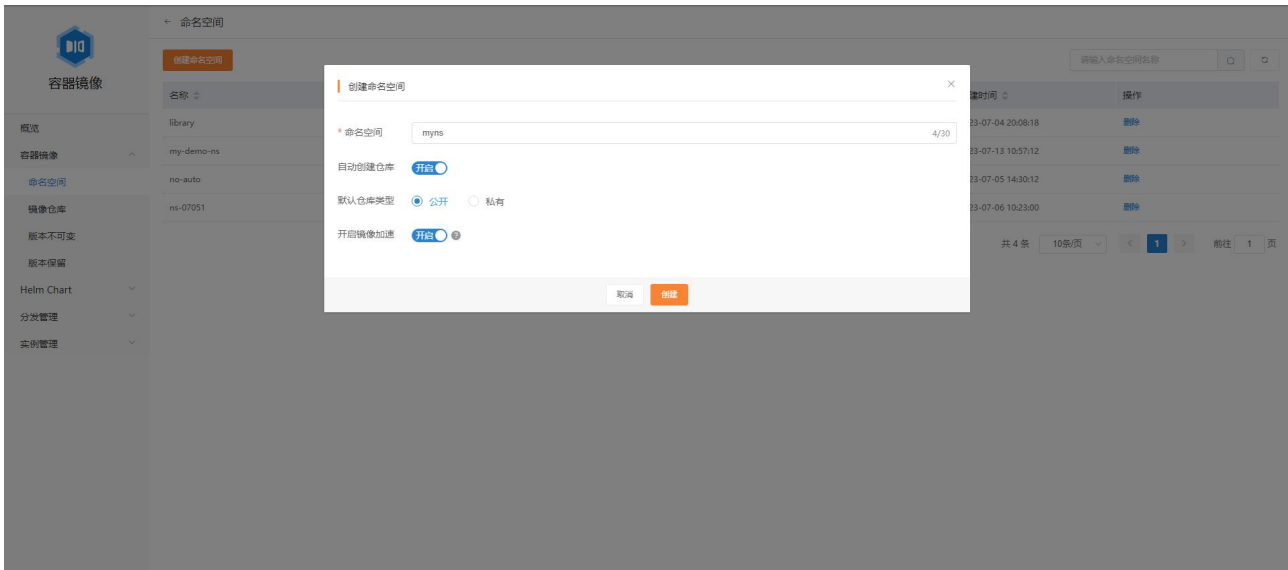 ← 命名空间
容器镜像
创建命名空间
请输入命名空间名称
名称
建时间
操作
library
23-07-04 20:08:18
删除
my-demo-ns
23-07-13 10:57:12
删除
no-auto
23-07-05 14:30:12
删除
ns-07051
23-07-06 10:23:00
删除
共 4 条
10条/页
1
前往 1 页
概览
容器镜像
命名空间
镜像仓库
版本不可变
版本保留
Helm Chart
分发管理
实例管理
创建命名空间
* 命名空间
myns
4/30
自动创建仓库
开启
默认仓库类型
公开
私有
开启镜像加速
开启
取消
创建